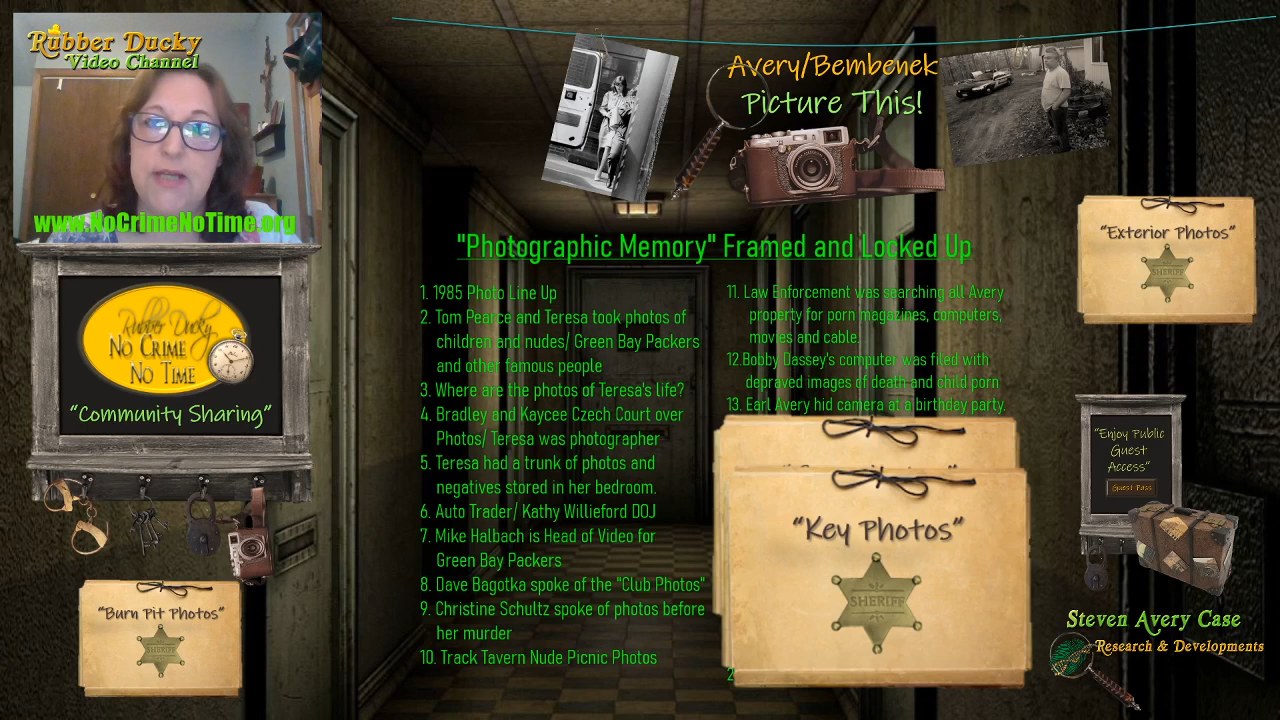 Rubber Ducky
Video Channel
www.NoCrimeNoTime.org
Rubber Ducky
NO CRIME
NO TIME
"Community Sharing"
"Burn Pit Photos"
SHERIFF
Avery/Bembenek
Picture This!
"Photographic Memory" Framed and Locked Up
1. 1985 Photo Line Up
2. Tom Pearce and Teresa took photos of
children and nudes/ Green Bay Packers
and other famous people
3. Where are the photos of Teresa's life?
4. Bradley and Kaycee Czech Court over
Photos/ Teresa was photographer
5. Teresa had a trunk of photos and
negatives stored in her bedroom.
6. Auto Trader/ Kathy Willieford DOJ
7. Mike Halbach is Head of Video for
Green Bay Packers
8. Dave Bagotka spoke of the "Club Photos"
9. Christine Schultz spoke of photos before
her murder
10. Track Tavern Nude Picnic Photos
11. Law Enforcement was searching all Avery
property for porn magazines, computers,
movies and cable.
12.Bobby Dassey's computer was filed with
depraved images of death and child porn
13. Earl Avery hid camera at a birthday party.
2
"Key Photos"
SHERIFF
"Exterior Photos"
SHERIFF
"Enjoy Public
Guest
Access"
Guest Pass
Steven Avery Case
Research & Developments